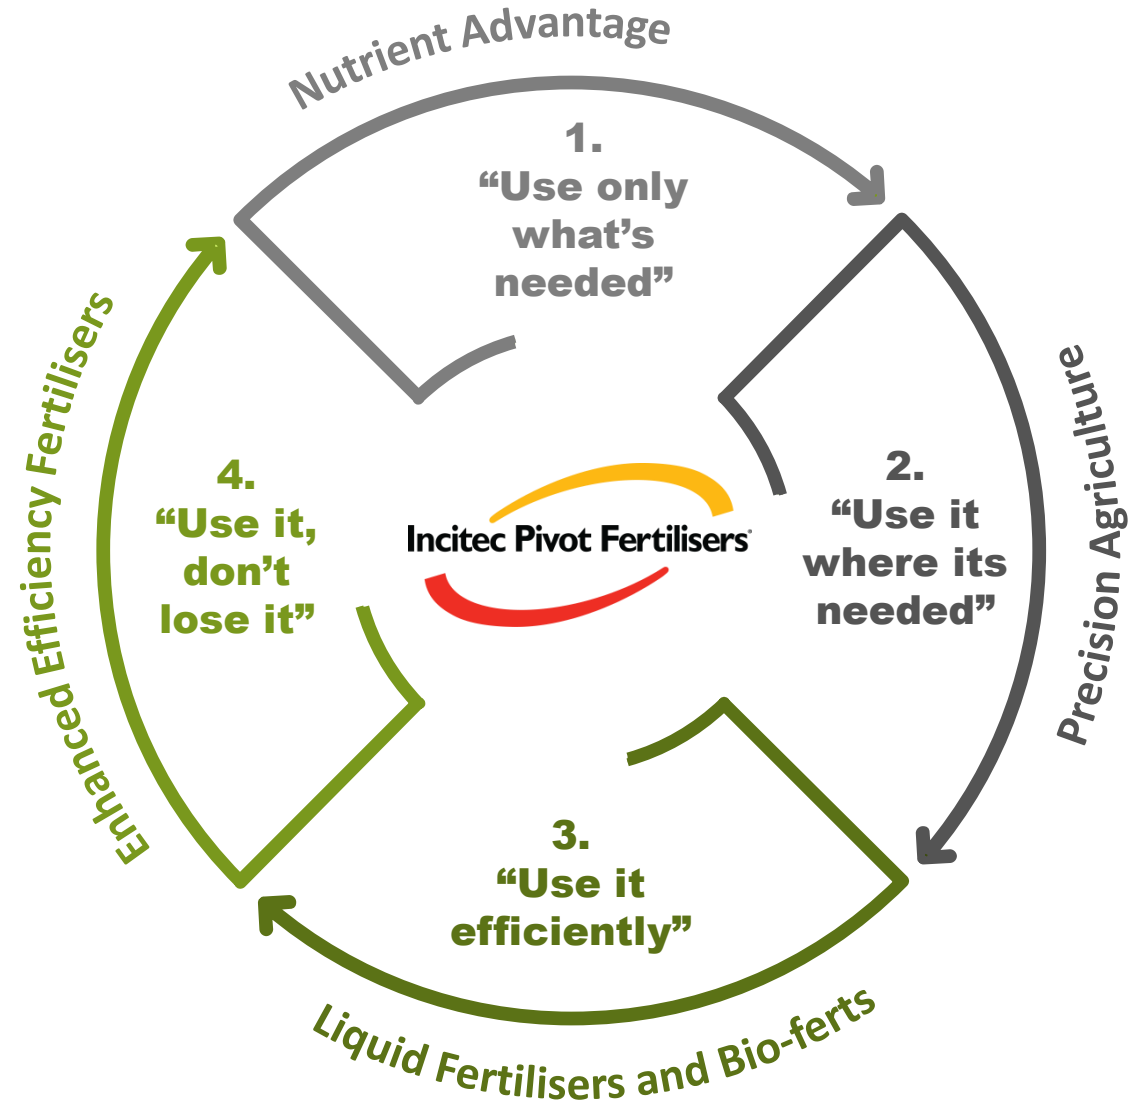 Nutrient Advantage
1.
“Use only
what’s
needed”
Precision Agriculture
2.
“Use it
where its
needed”
3.
“Use it
efficiently”
Liquid Fertilisers and Bio-ferts
Enhanced Efficiency Fertilisers
4.
“Use it,
don’t
lose it”
Incitec Pivot Fertilisers